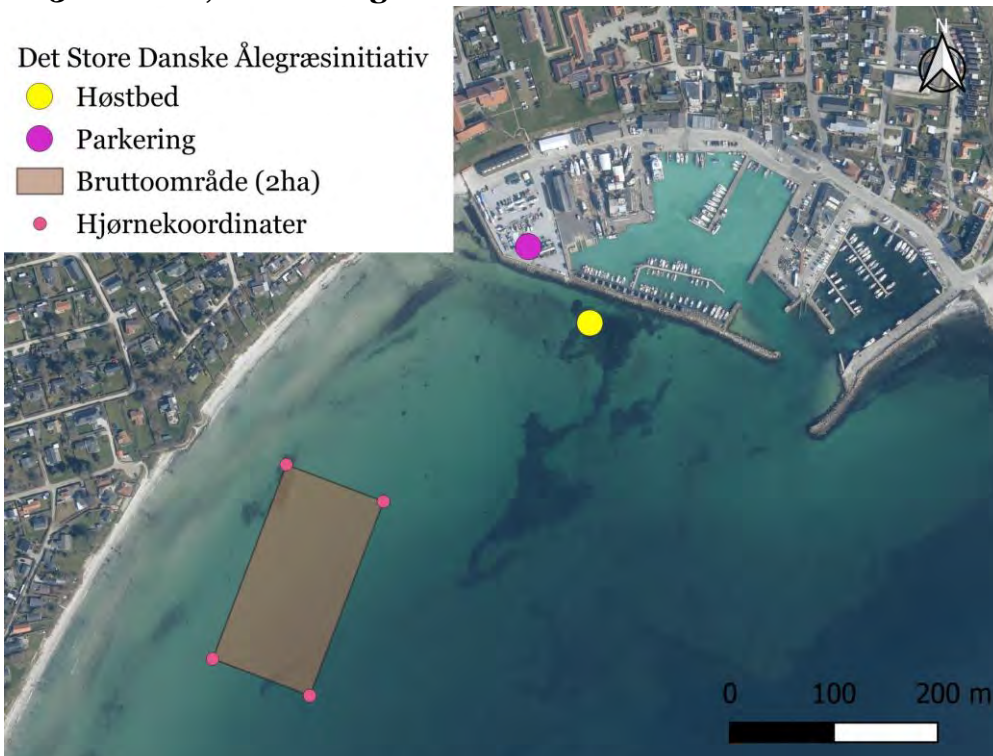 Det Store Danske Ålegræsinitiativ
Høstbed
Parkering
Bruttoområde (2ha)
Hjørnekoordinater
N
0 100 200 m